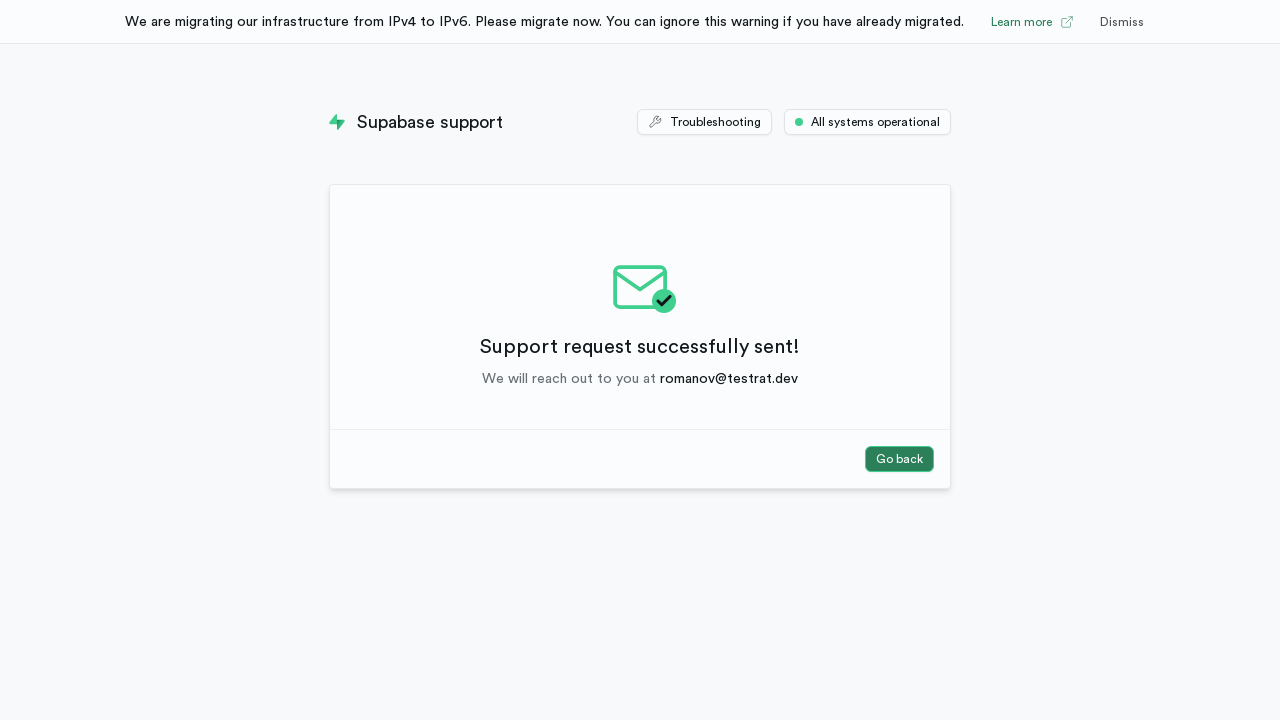 We are migrating our infrastructure from IPv4 to IPv6. Please migrate now. You can ignore this warning if you have already migrated. Learn more Dismiss
Supabase support Troubleshooting All systems operational
Support request successfully sent!
We will reach out to you at romanov@testrat.dev
Go back